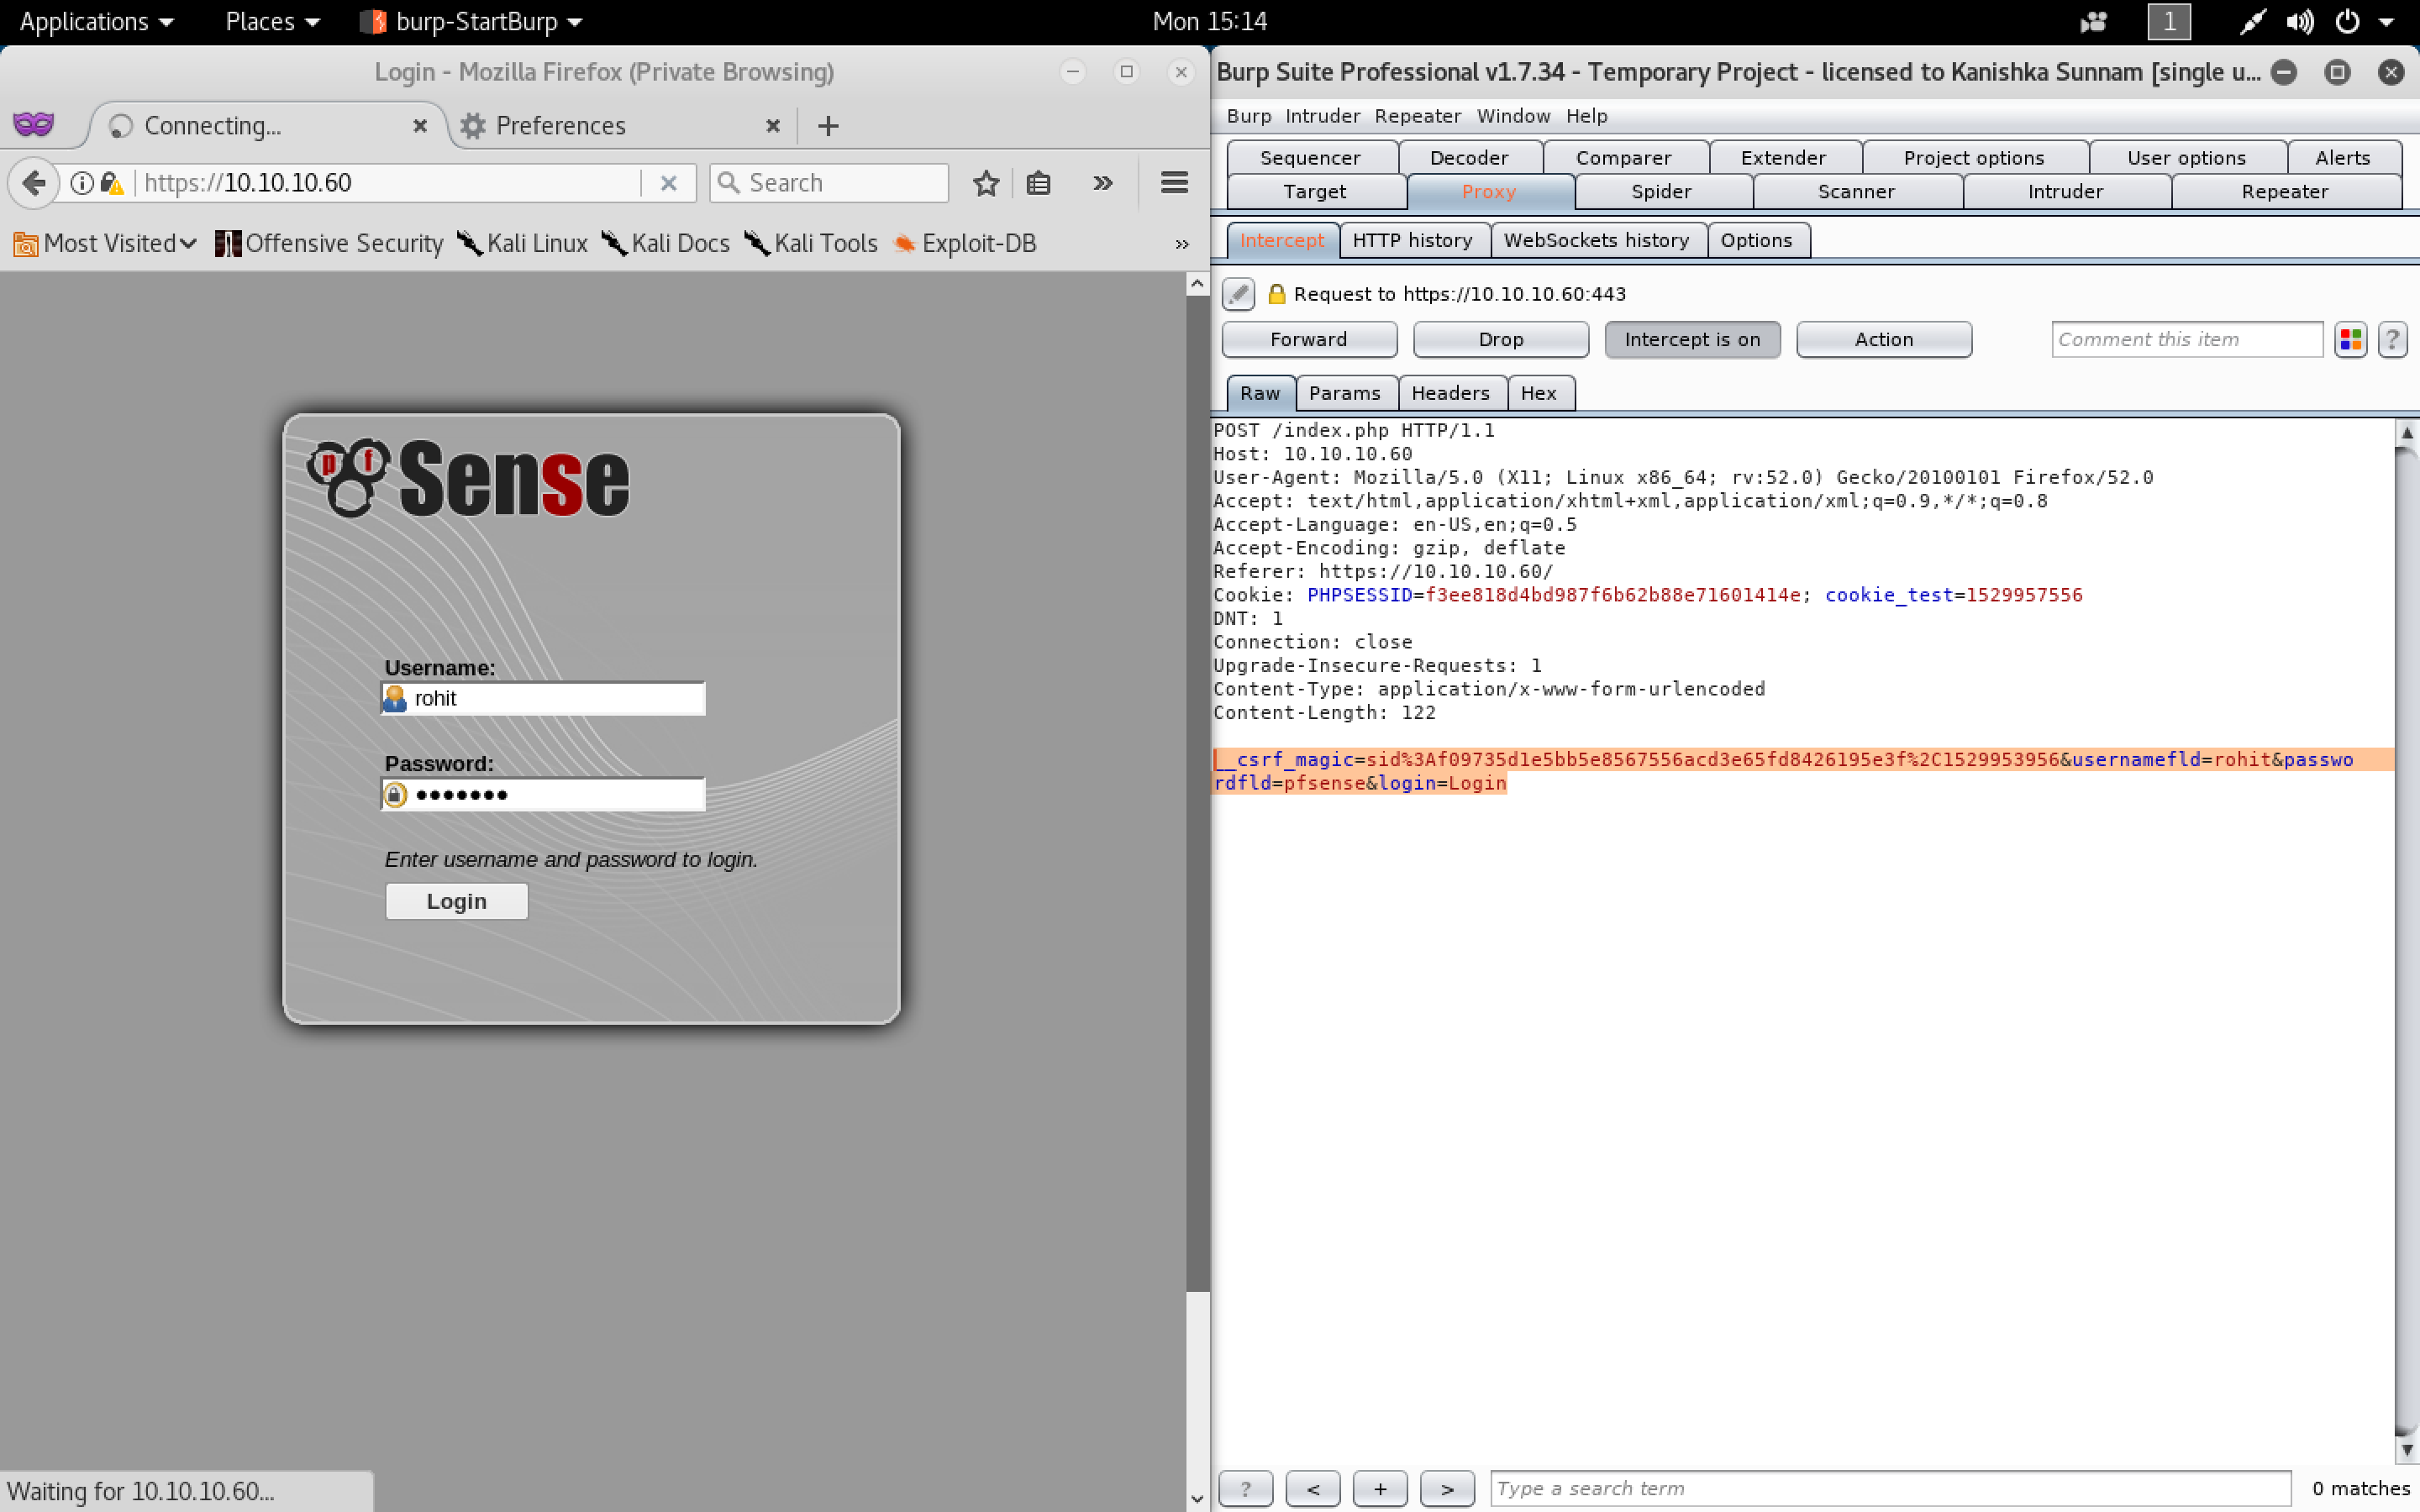 Applications Places burp-StartBurp Mon 15:14 1
Login - Mozilla Firefox (Private Browsing)
Connecting... Preferences
https://10.10.10.60 Search
Most Visited Offensive Security Kali Linux Kali Docs Kali Tools Exploit-DB »
pf Sense
Username:
rohit
Password:
•••••••
Enter username and password to login.
Login
Waiting for 10.10.10.60...
Burp Suite Professional v1.7.34 - Temporary Project - licensed to Kanishka Sunnam [single u...
Burp Intruder Repeater Window Help
Sequencer Decoder Comparer Extender Project options User options Alerts
Target Proxy Spider Scanner Intruder Repeater
Intercept HTTP history WebSockets history Options
Request to https://10.10.10.60:443
Forward Drop Intercept is on Action Comment this item ?
Raw Params Headers Hex
POST /index.php HTTP/1.1
Host: 10.10.10.60
User-Agent: Mozilla/5.0 (X11; Linux x86_64; rv:52.0) Gecko/20100101 Firefox/52.0
Accept: text/html,application/xhtml+xml,application/xml;q=0.9,*/*;q=0.8
Accept-Language: en-US,en;q=0.5
Accept-Encoding: gzip, deflate
Referer: https://10.10.10.60/
Cookie: PHPSESSID=f3ee818d4bd987f6b62b88e71601414e; cookie_test=1529957556
DNT: 1
Connection: close
Upgrade-Insecure-Requests: 1
Content-Type: application/x-www-form-urlencoded
Content-Length: 122
__csrf_magic=sid%3Af09735d1e5bb5e8567556acd3e65fd8426195e3f%2C1529953956&usernamefld=rohit&passwo
rdfld=pfsense&login=Login
? < + > Type a search term 0 matches